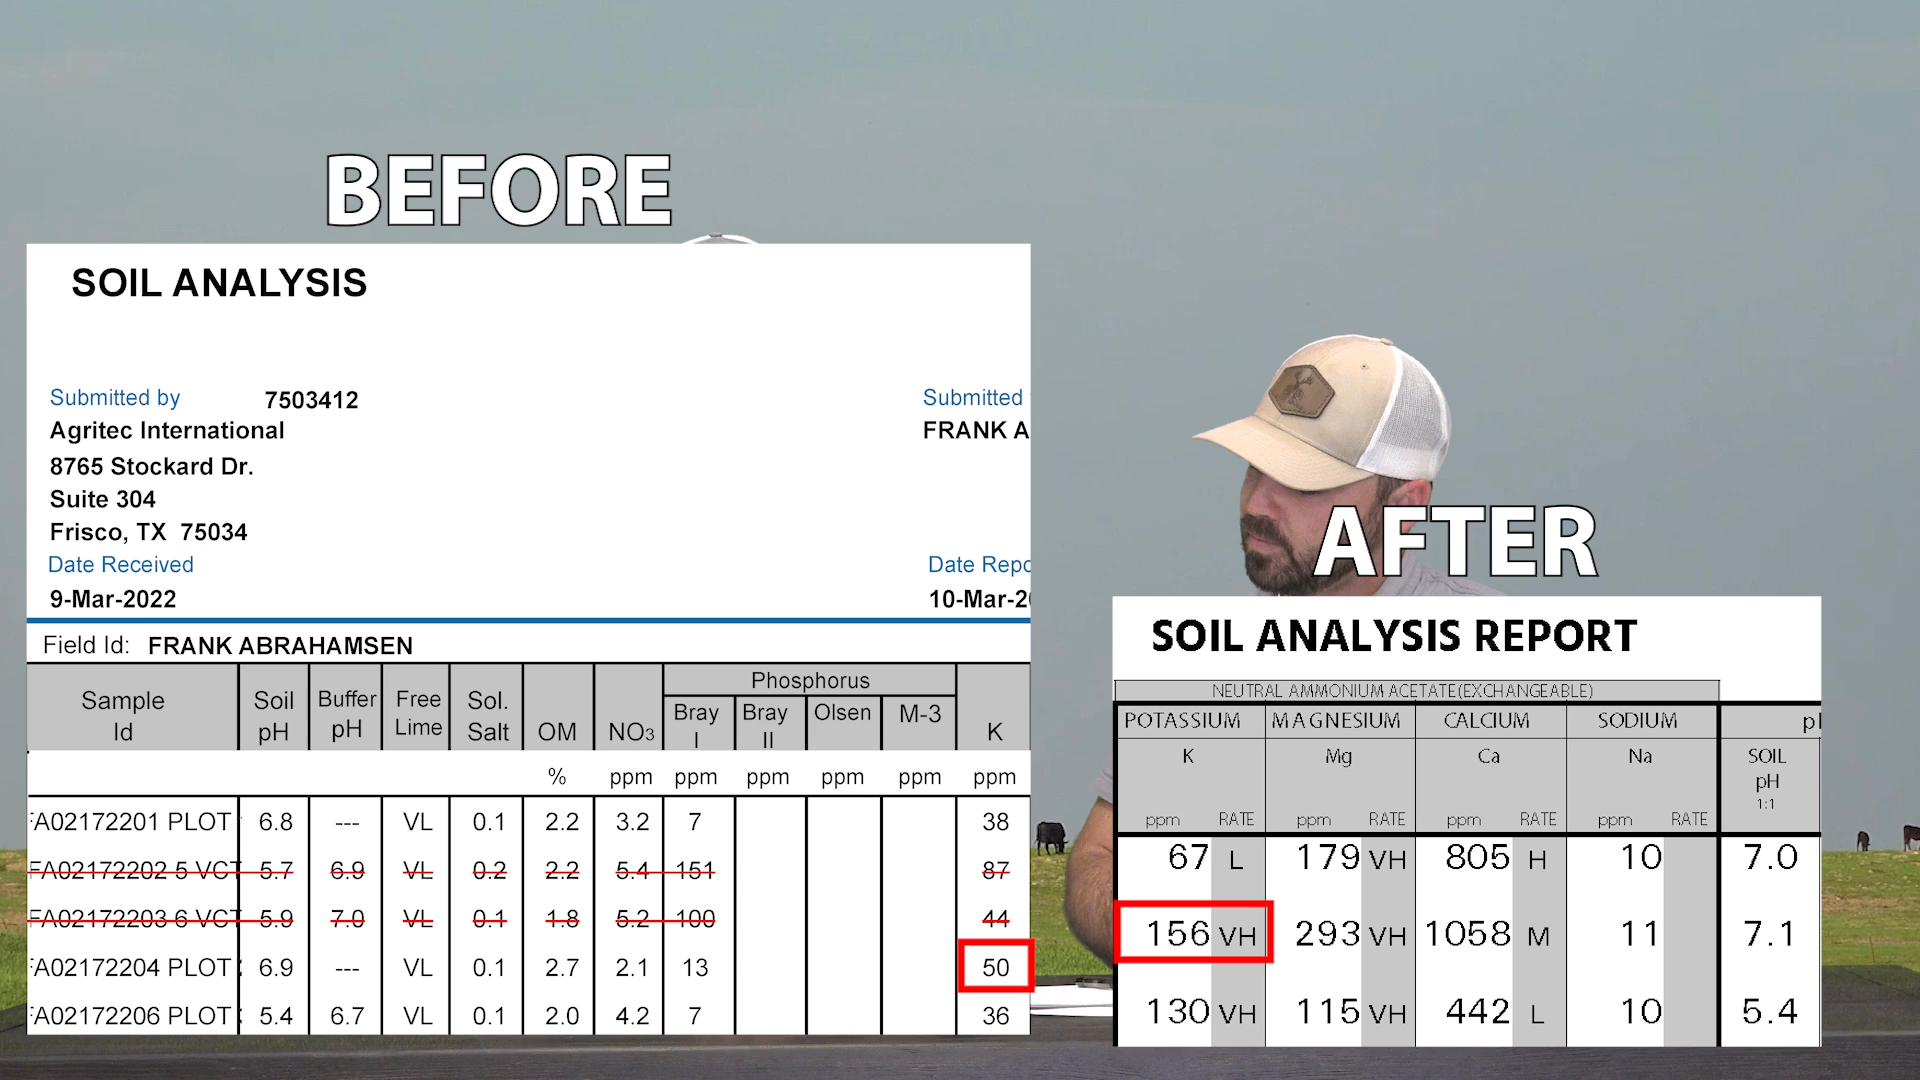 BEFORE
SOIL ANALYSIS
Submitted by 7503412 Submitted
Agritec International FRANK A
8765 Stockard Dr.
Suite 304
Frisco, TX 75034
Date Received Date Repo
9-Mar-2022 10-Mar-20
Field Id: FRANK ABRAHAMSEN
Phosphorus
Sample Id Soil pH Buffer pH Free Lime Sol. Salt OM NO3 Bray I Bray II Olsen M-3 K
% ppm ppm ppm ppm ppm ppm
FA02172201 PLOT 6.8 --- VL 0.1 2.2 3.2 7 38
FA02172202 5 VCT 5.7 6.9 VL 0.2 2.2 5.4 151 87
FA02172203 6 VCT 5.9 7.0 VL 0.1 1.8 5.2 100 44
FA02172204 PLOT 6.9 --- VL 0.1 2.7 2.1 13 50
FA02172206 PLOT 5.4 6.7 VL 0.1 2.0 4.2 7 36
AFTER
SOIL ANALYSIS REPORT
NEUTRAL AMMONIUM ACETATE (EXCHANGEABLE)
POTASSIUM MAGNESIUM CALCIUM SODIUM pH
K Mg Ca Na SOIL
pH
1:1
ppm RATE ppm RATE ppm RATE ppm RATE
67 L 179 VH 805 H 10 7.0
156 VH 293 VH 1058 M 11 7.1
130 VH 115 VH 442 L 10 5.4